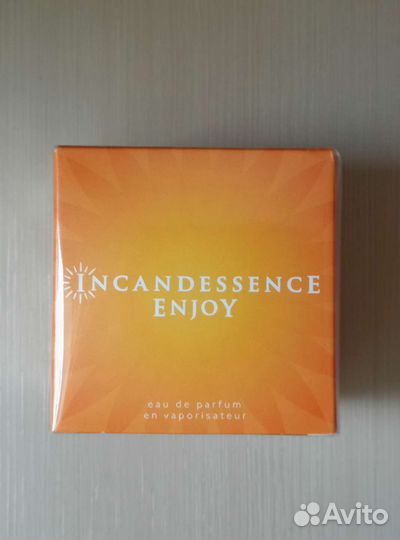 INCANDESSENCE
ENJOY
eau de parfum
en vaporisateur
Avito